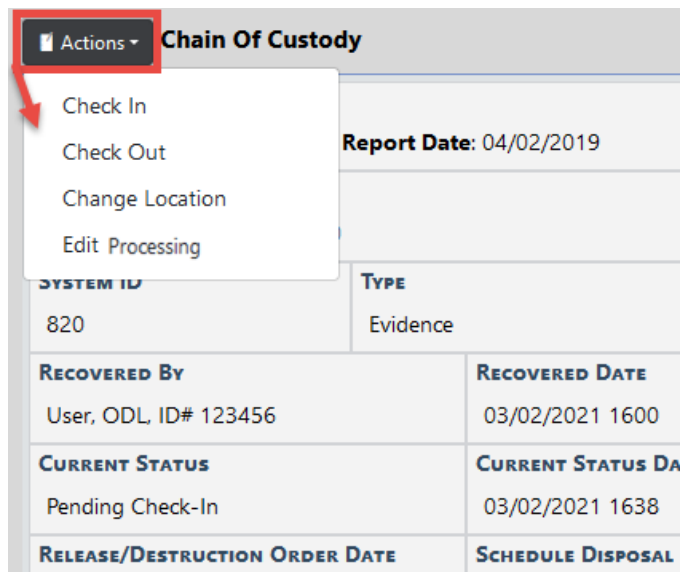 Actions Chain Of Custody
Check In
Check Out
Report Date: 04/02/2019
Change Location
Edit Processing
SYSTEM ID TYPE
820 Evidence
RECOVERED BY RECOVERED DATE
User, ODL, ID# 123456 03/02/2021 1600
CURRENT STATUS CURRENT STATUS DA
Pending Check-In 03/02/2021 1638
RELEASE/DESTRUCTION ORDER DATE SCHEDULE DISPOSAL